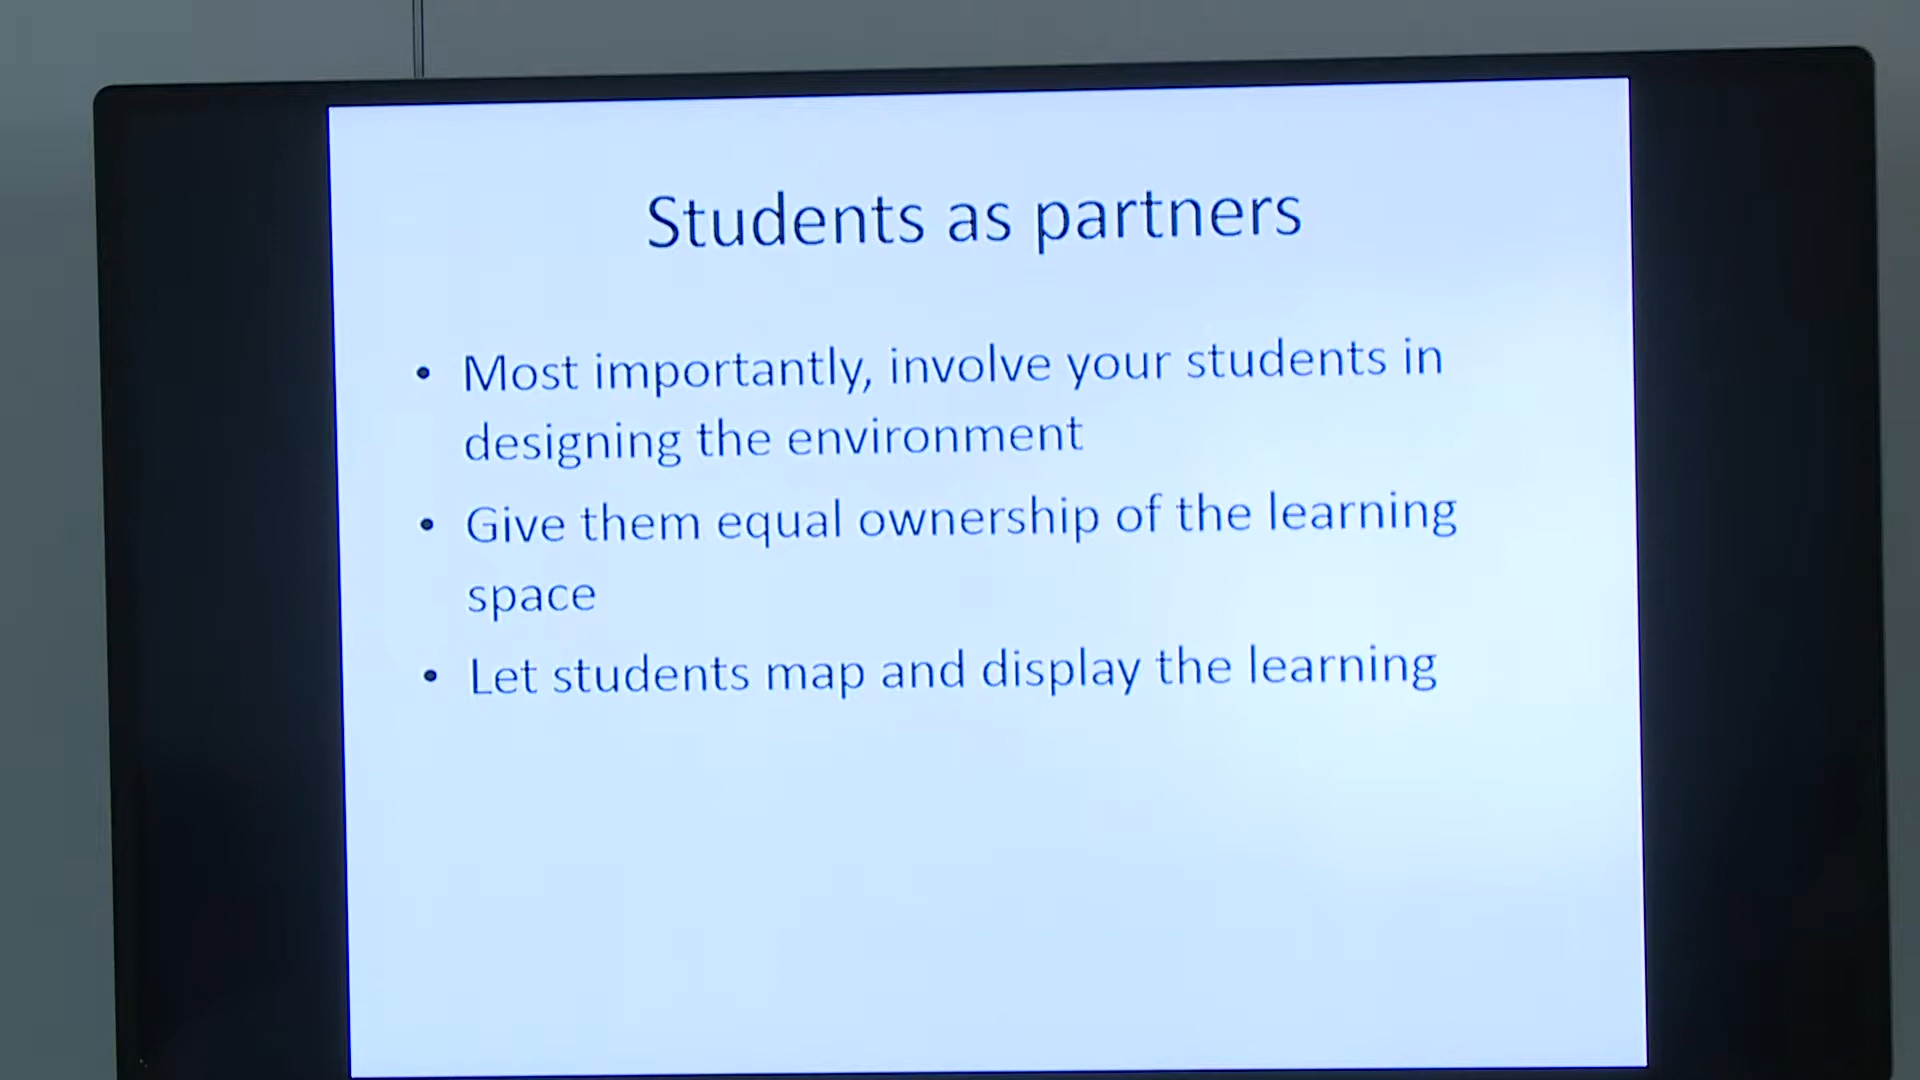 Students as partners
• Most importantly, involve your students in
designing the environment
• Give them equal ownership of the learning
space
• Let students map and display the learning